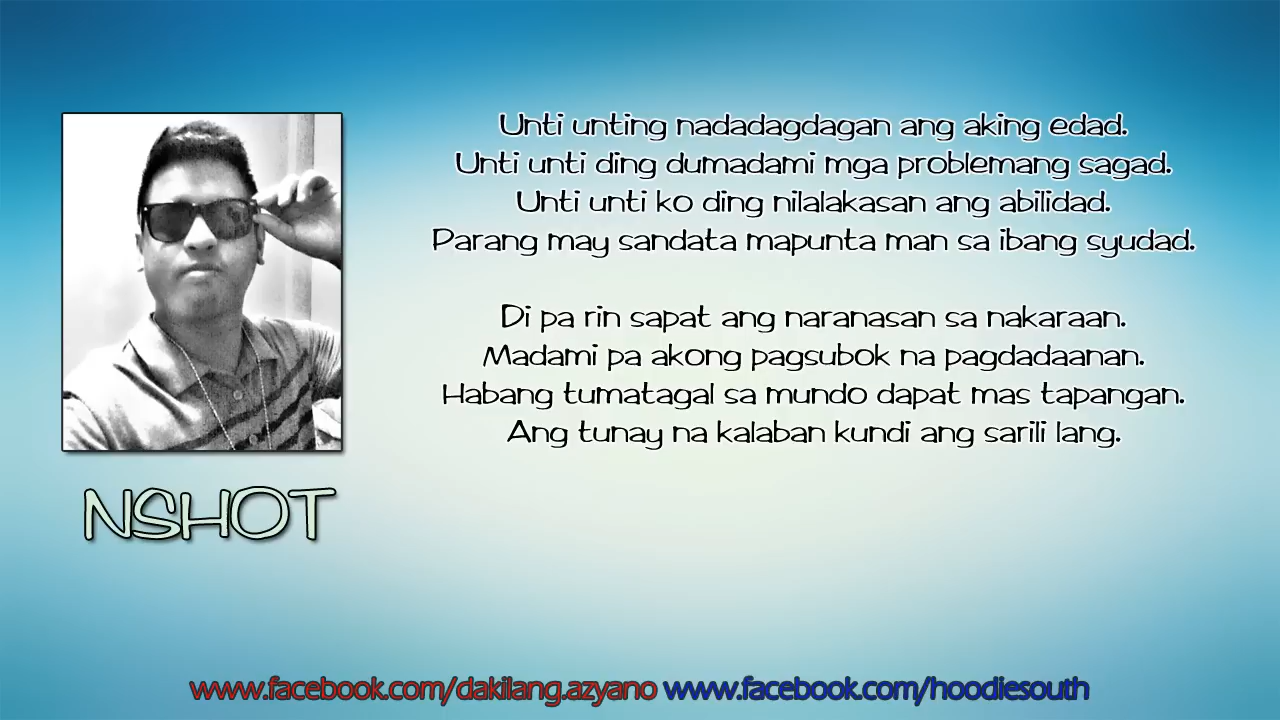 Unti unting nadadagdagan ang aking edad.
Unti unti ding dumadami mga problemang sagad.
Unti unti ko ding nilalakasan ang abilidad.
Parang may sandata mapunta man sa ibang syudad.
Di pa rin sapat ang naranasan sa nakaraan.
Madami pa akong pagsubok na pagdadaanan.
Habang tumatagal sa mundo dapat mas tapangan.
Ang tunay na kalaban kundi ang sarili lang.
NSHOT
www.facebook.com/dakilang.azyano www.facebook.com/hoodiesouth